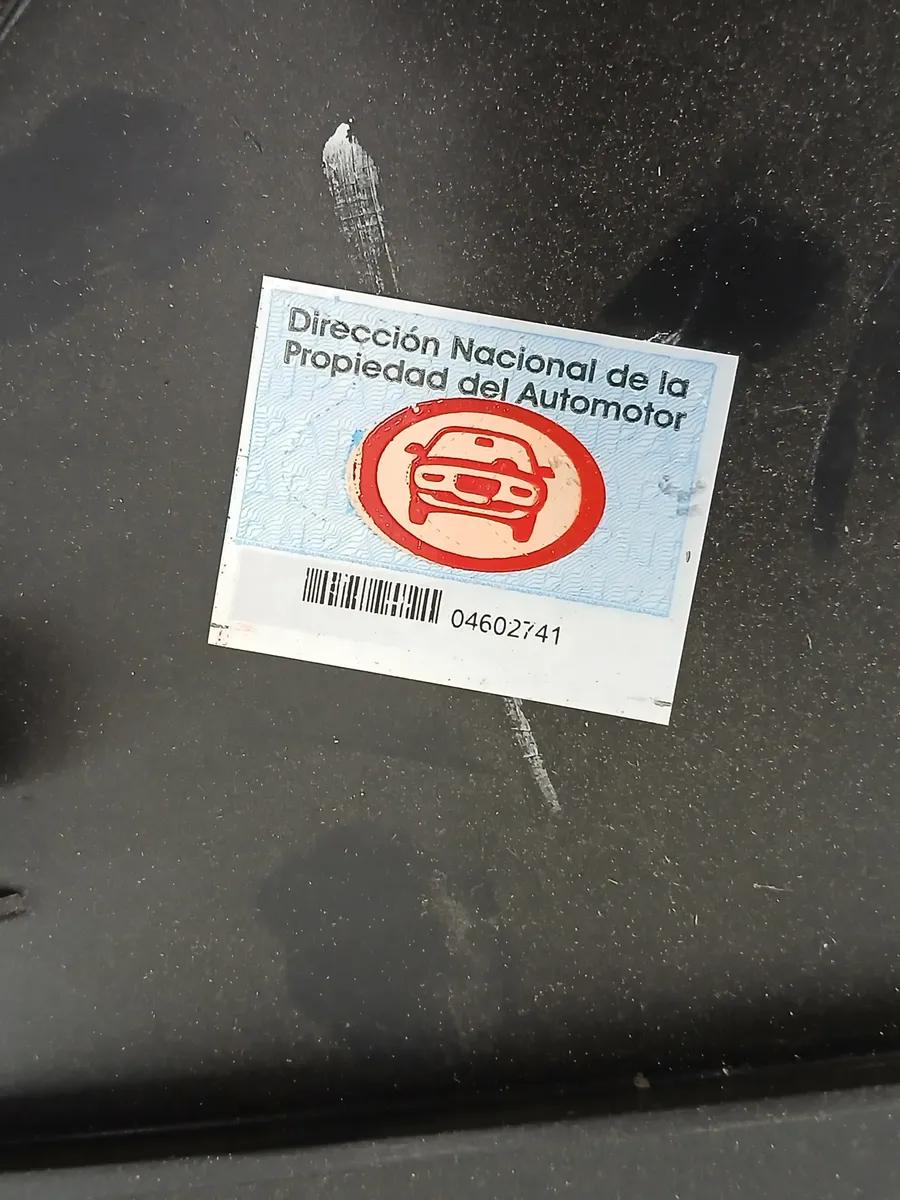 Dirección Nacional de la
Propiedad del Automotor
04602741